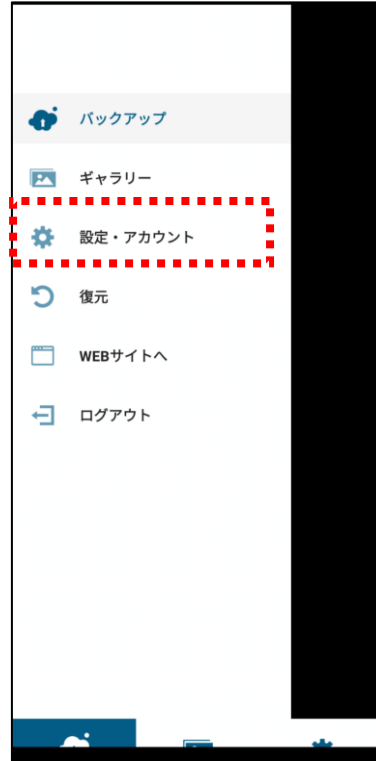 バックアップ
ギャラリー
設定・アカウント
復元
WEBサイトへ
ログアウト